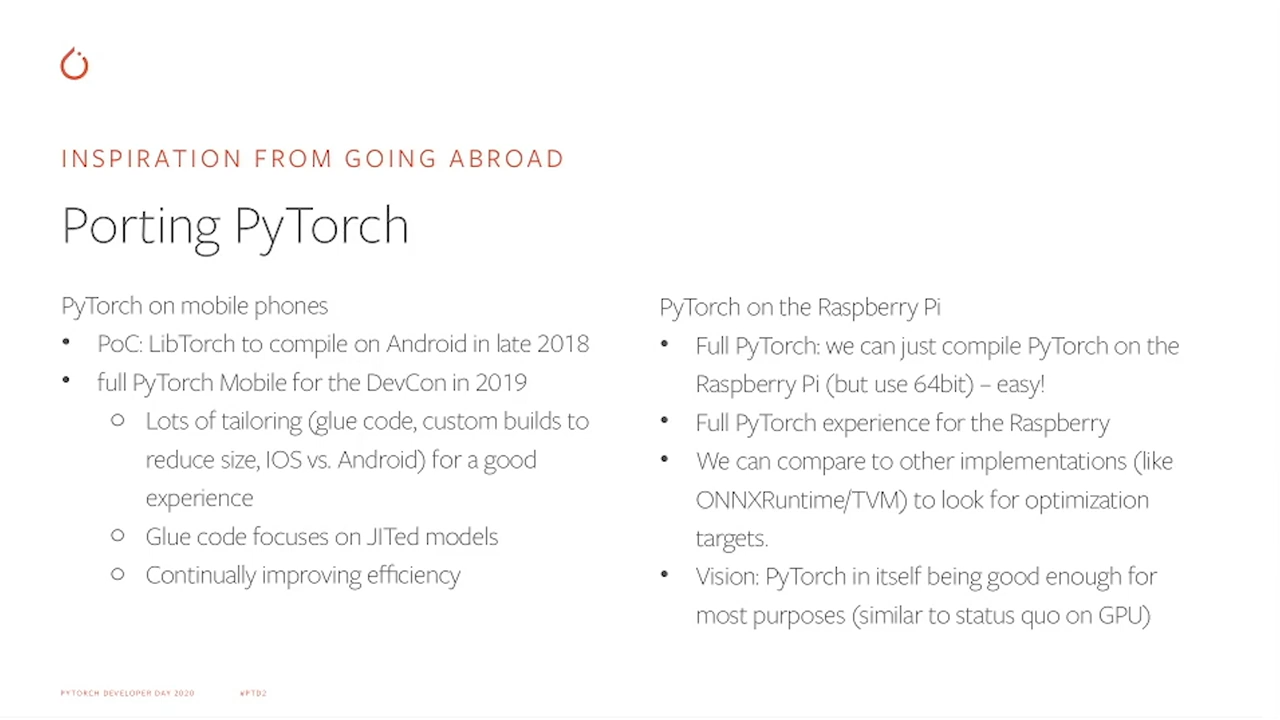 INSPIRATION FROM GOING ABROAD
Porting PyTorch
PyTorch on mobile phones
• PoC: LibTorch to compile on Android in late 2018
• full PyTorch Mobile for the DevCon in 2019
○ Lots of tailoring (glue code, custom builds to
reduce size, IOS vs. Android) for a good
experience
○ Glue code focuses on JITed models
○ Continually improving efficiency
PyTorch on the Raspberry Pi
• Full PyTorch: we can just compile PyTorch on the
Raspberry Pi (but use 64bit) – easy!
• Full PyTorch experience for the Raspberry
• We can compare to other implementations (like
ONNXRuntime/TVM) to look for optimization
targets.
• Vision: PyTorch in itself being good enough for
most purposes (similar to status quo on GPU)
PYTORCH DEVELOPER DAY 2020
#PTD2